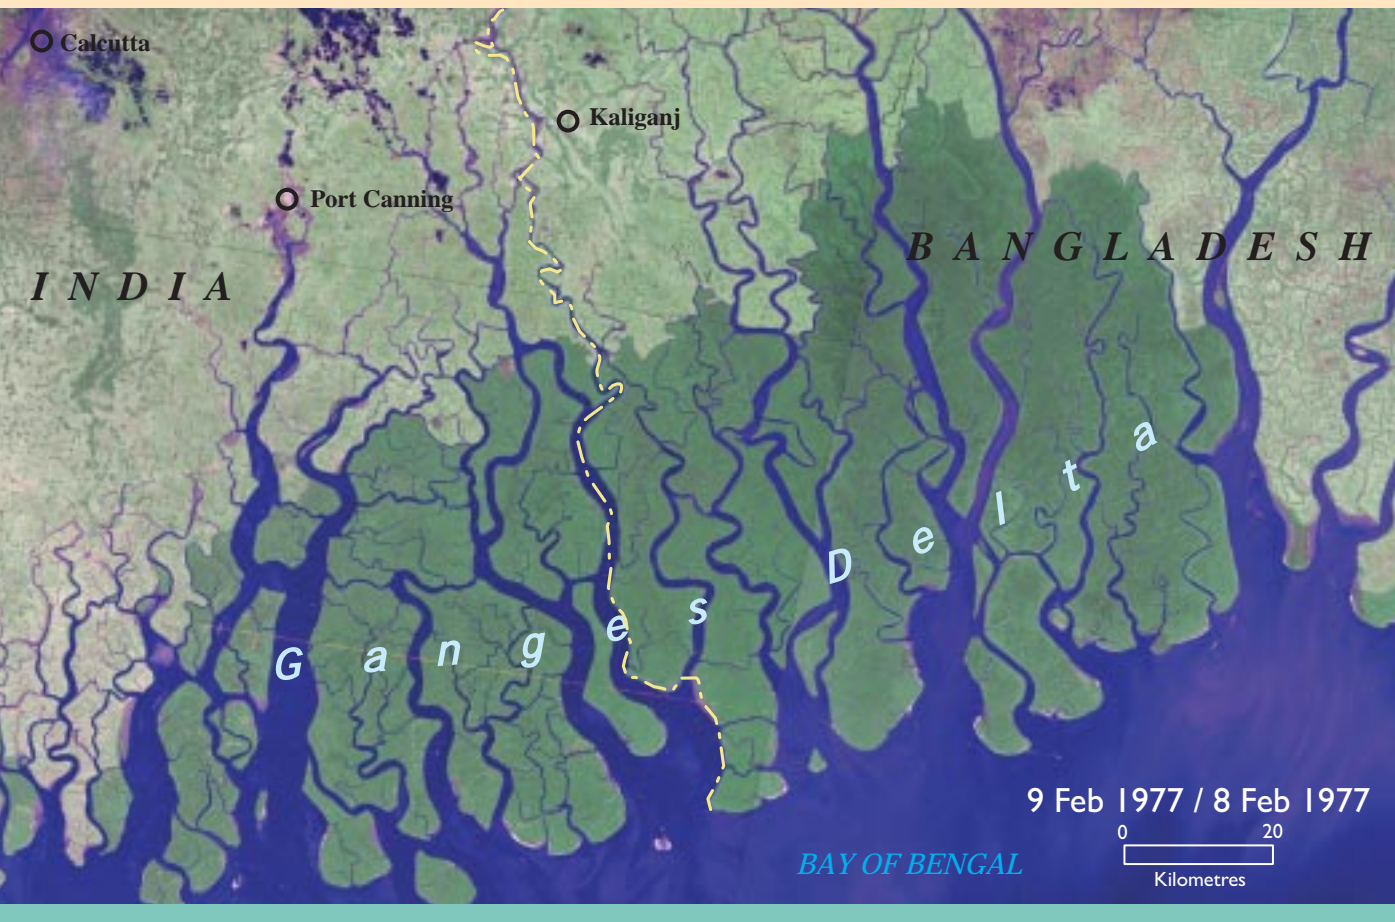 Calcutta
Kaliganj
Port Canning
BANGLADESH
INDIA
Ganges Delta
9 Feb 1977 / 8 Feb 1977
0 20
Kilometres
BAY OF BENGAL